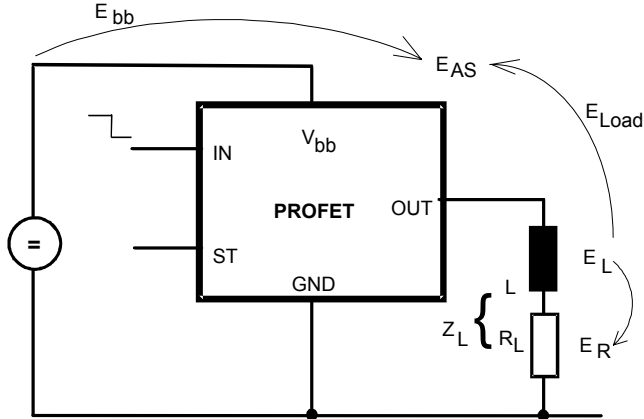 E bb
E AS
E Load
IN
V bb
PROFET
OUT
=
ST
GND
L
E L
Z L
{
R L
E R